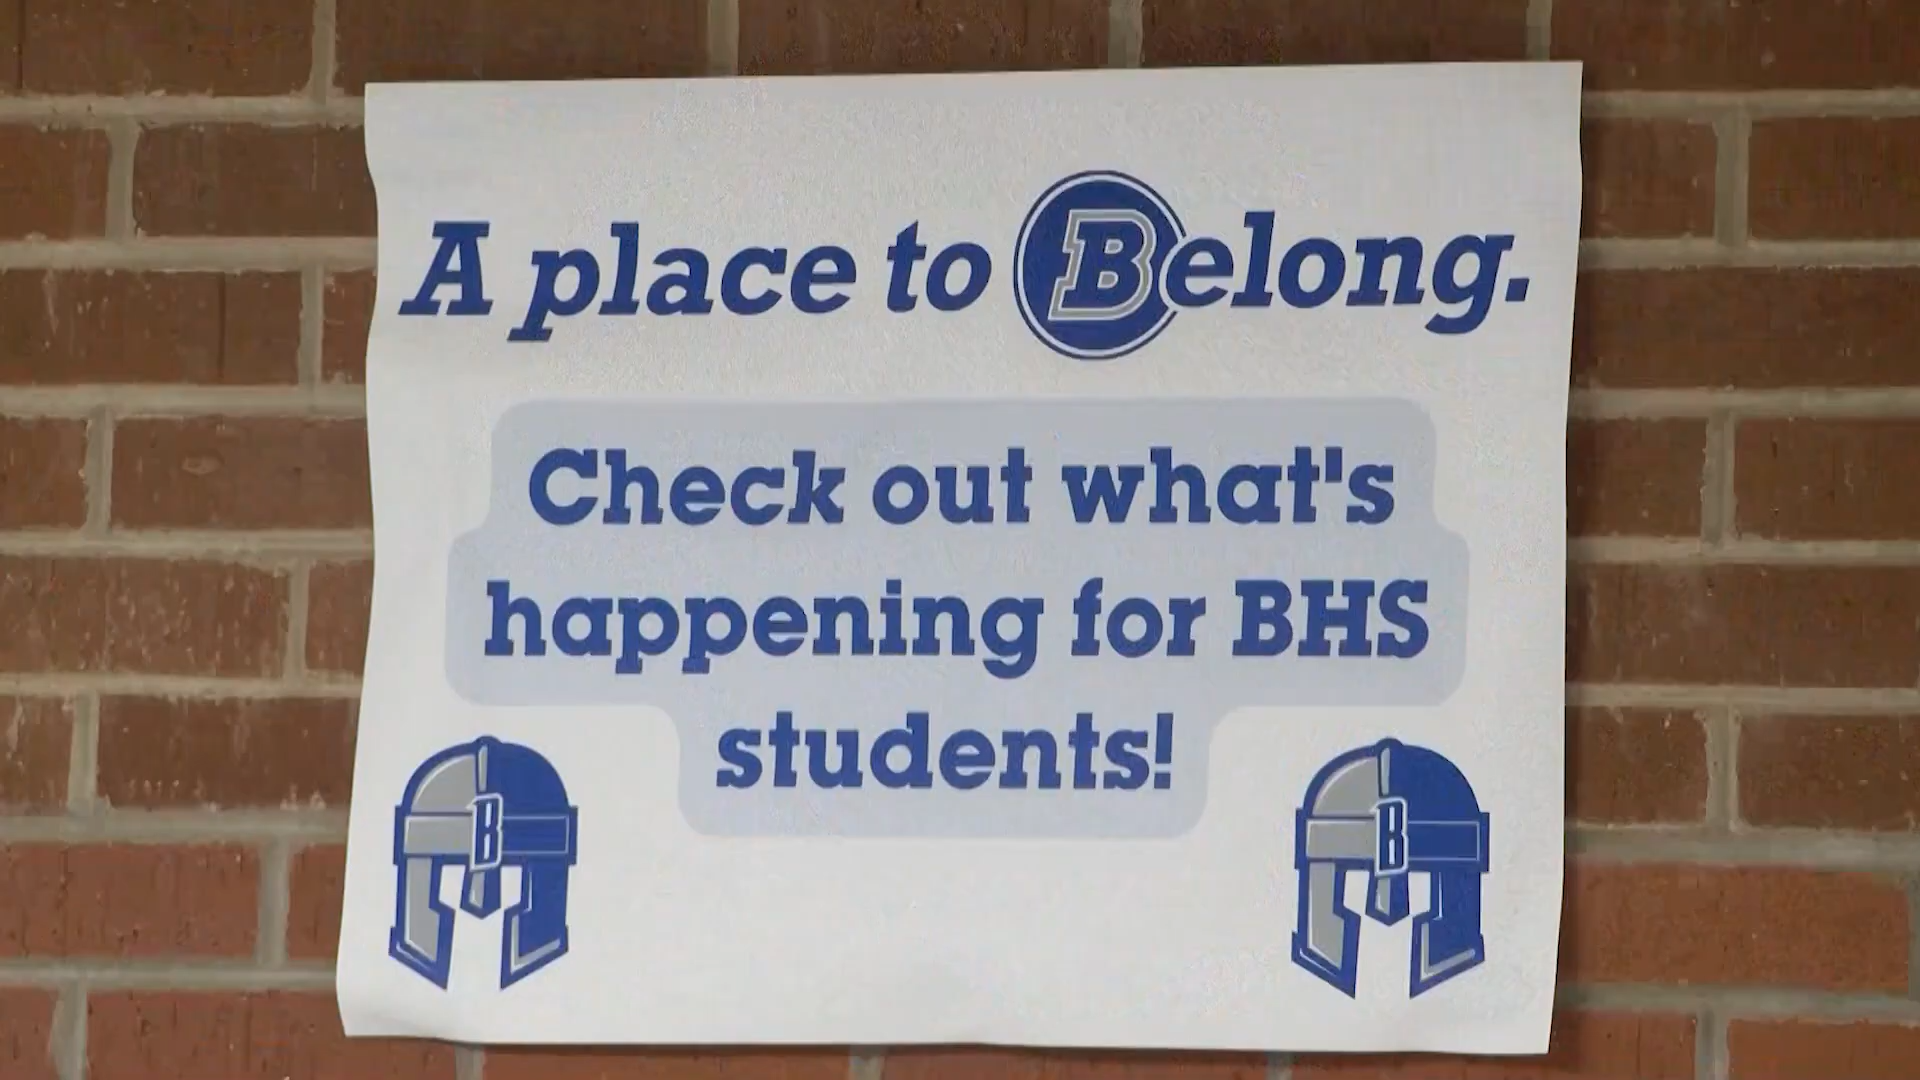 A place to Belong.
Check out what's
happening for BHS
students!
B
B